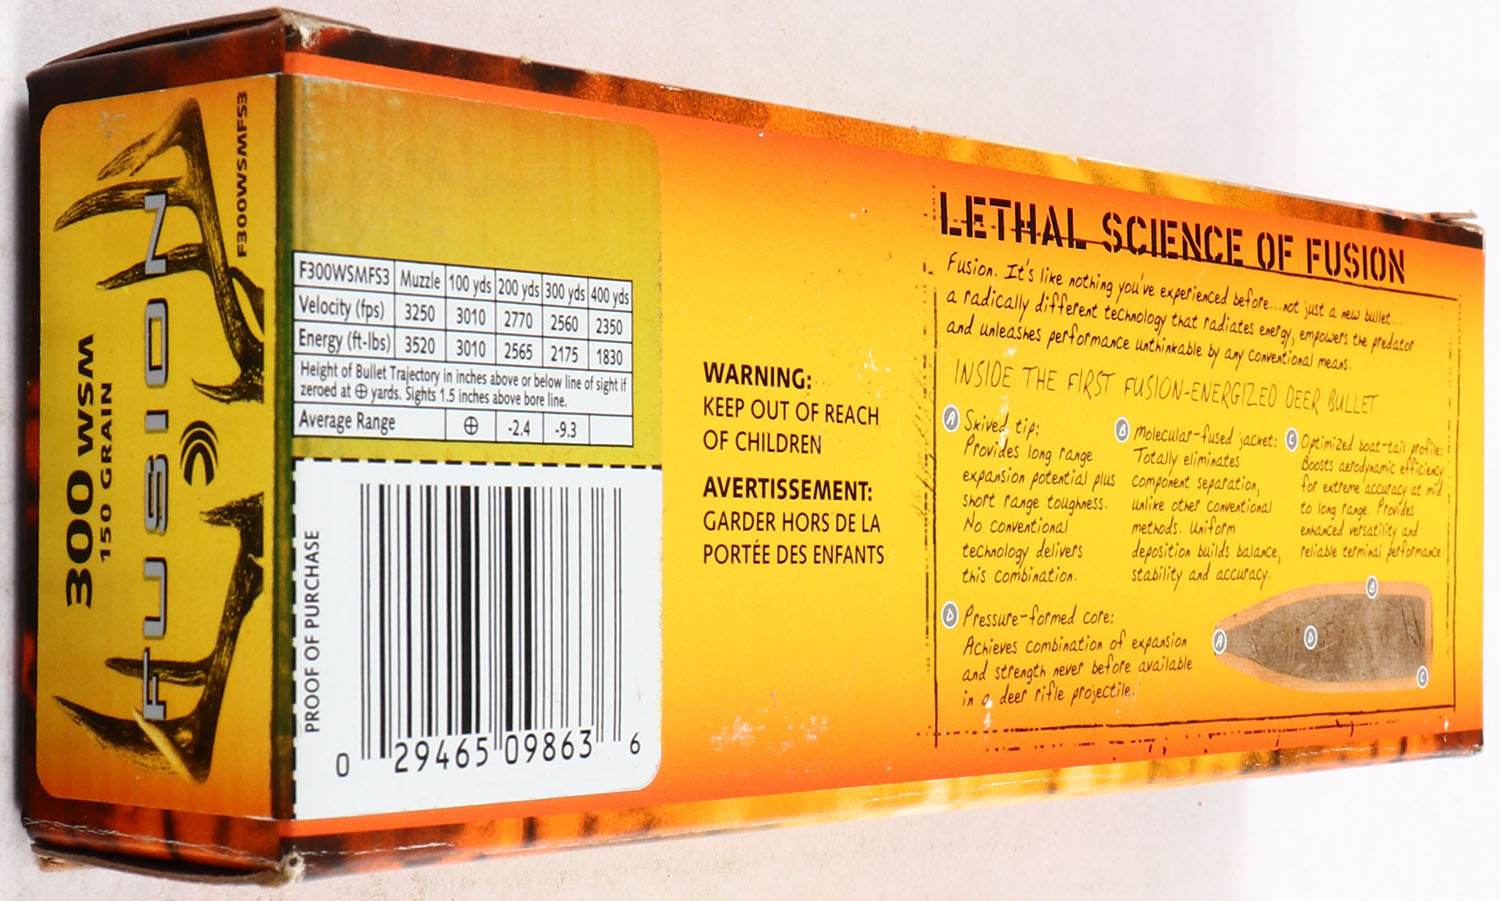 300 WSM
150 GRAIN
FUSION
F300WSMFS3
F300WSMFS3 Muzzle 100 yds 200 yds 300 yds 400 yds
Velocity (fps) 3250 3010 2770 2560 2350
Energy (ft-lbs) 3520 3010 2565 2175 1830
Height of Bullet Trajectory in inches above or below line of sight if
zeroed at ⊕ yards. Sights 1.5 inches above bore line.
Average Range ⊕ -2.4 -9.3
PROOF OF PURCHASE
0 29465 09863 6
WARNING:
KEEP OUT OF REACH
OF CHILDREN
AVERTISSEMENT:
GARDER HORS DE LA
PORTÉE DES ENFANTS
LETHAL SCIENCE OF FUSION
Fusion. It's like nothing you've experienced before....not just a new bullet...
a radically different technology that radiates energy, empowers the predator
and unleashes performance unthinkable by any conventional means.
INSIDE THE FIRST FUSION-ENERGIZED DEER BULLET
A Skived tip:
Provides long range
expansion potential plus
short range toughness.
No conventional
technology delivers
this combination.
B Molecular-fused jacket:
Totally eliminates
component separation,
unlike other conventional
methods. Uniform
deposition builds balance,
stability and accuracy.
C Optimized boat-tail profile:
Boosts aerodynamic efficiency
for extreme accuracy at mid
to long range. Provides
enhanced versatility and
reliable terminal performance.
D Pressure-formed core:
Achieves combination of expansion
and strength never before available
in a deer rifle projectile.
A
B
C
D